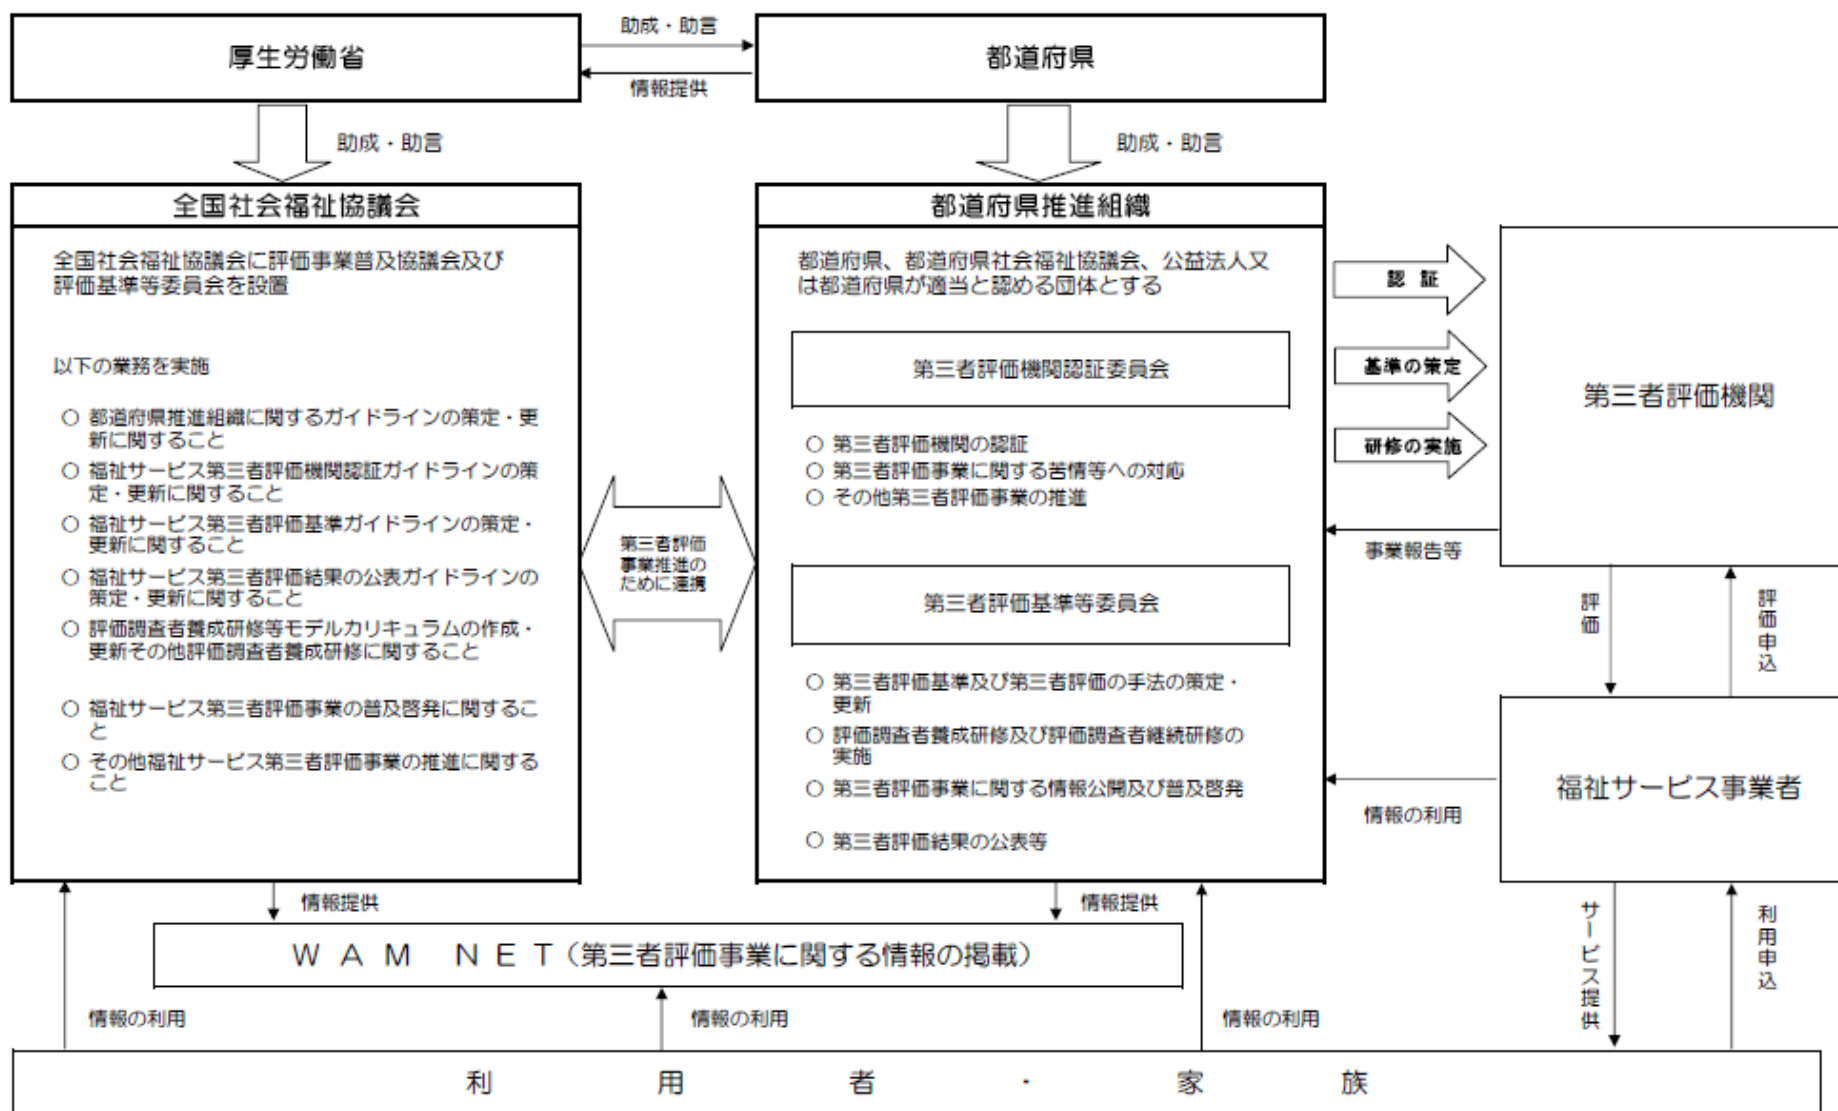 厚生労働省
助成・助言
情報提供
都道府県
助成・助言
助成・助言
全国社会福祉協議会
全国社会福祉協議会に評価事業普及協議会及び
評価基準等委員会を設置
以下の業務を実施
○ 都道府県推進組織に関するガイドラインの策定・更
新に関すること
○ 福祉サービス第三者評価機関認証ガイドラインの策
定・更新に関すること
○ 福祉サービス第三者評価基準ガイドラインの策定・
更新に関すること
○ 福祉サービス第三者評価結果の公表ガイドラインの
策定・更新に関すること
○ 評価調査者養成研修等モデルカリキュラムの作成・
更新その他評価調査者養成研修に関すること
○ 福祉サービス第三者評価事業の普及啓発に関するこ
と
○ その他福祉サービス第三者評価事業の推進に関する
こと
第三者評価
事業推進の
ために連携
都道府県推進組織
都道府県、都道府県社会福祉協議会、公益法人又
は都道府県が適当と認める団体とする
第三者評価機関認証委員会
○ 第三者評価機関の認証
○ 第三者評価事業に関する苦情等への対応
○ その他第三者評価事業の推進
第三者評価基準等委員会
○ 第三者評価基準及び第三者評価の手法の策定・
更新
○ 評価調査者養成研修及び評価調査者継続研修の
実施
○ 第三者評価事業に関する情報公開及び普及啓発
○ 第三者評価結果の公表等
認 証
基準の策定
研修の実施
事業報告等
第三者評価機関
評価
評価申込
福祉サービス事業者
情報の利用
サービス提供
利用申込
情報提供
情報提供
WAM NET（第三者評価事業に関する情報の掲載）
情報の利用
情報の利用
情報の利用
利用者・家族